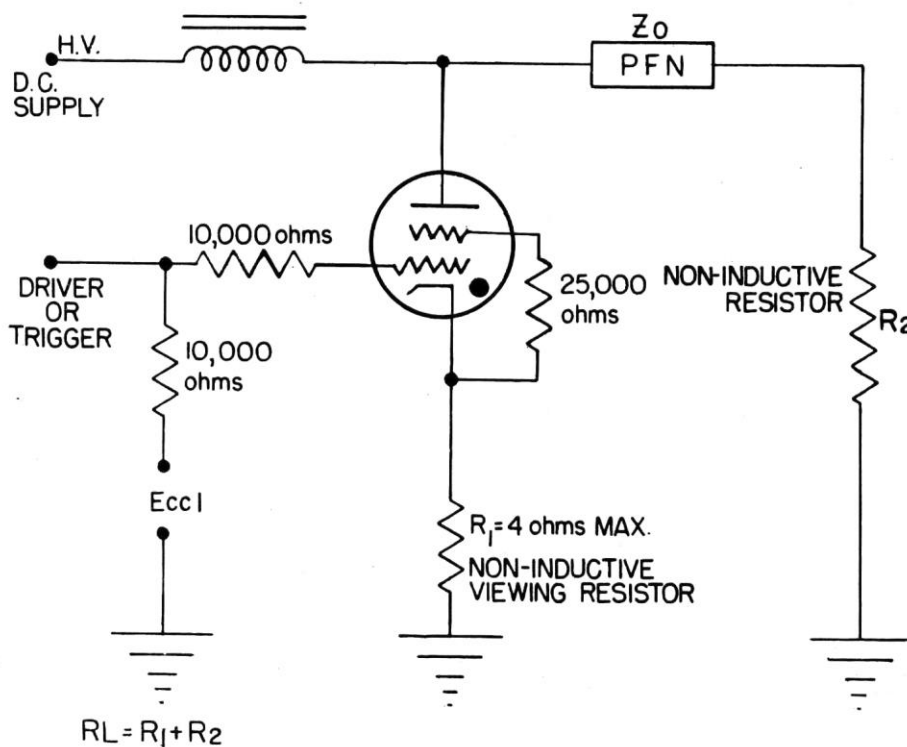 H.V.
D.C.
SUPPLY
Zo
PFN
10,000 ohms
DRIVER
OR
TRIGGER
10,000
ohms
25,000
ohms
NON-INDUCTIVE
RESISTOR
R2
Ecc1
R1=4 ohms MAX.
NON-INDUCTIVE
VIEWING RESISTOR
RL=R1+R2